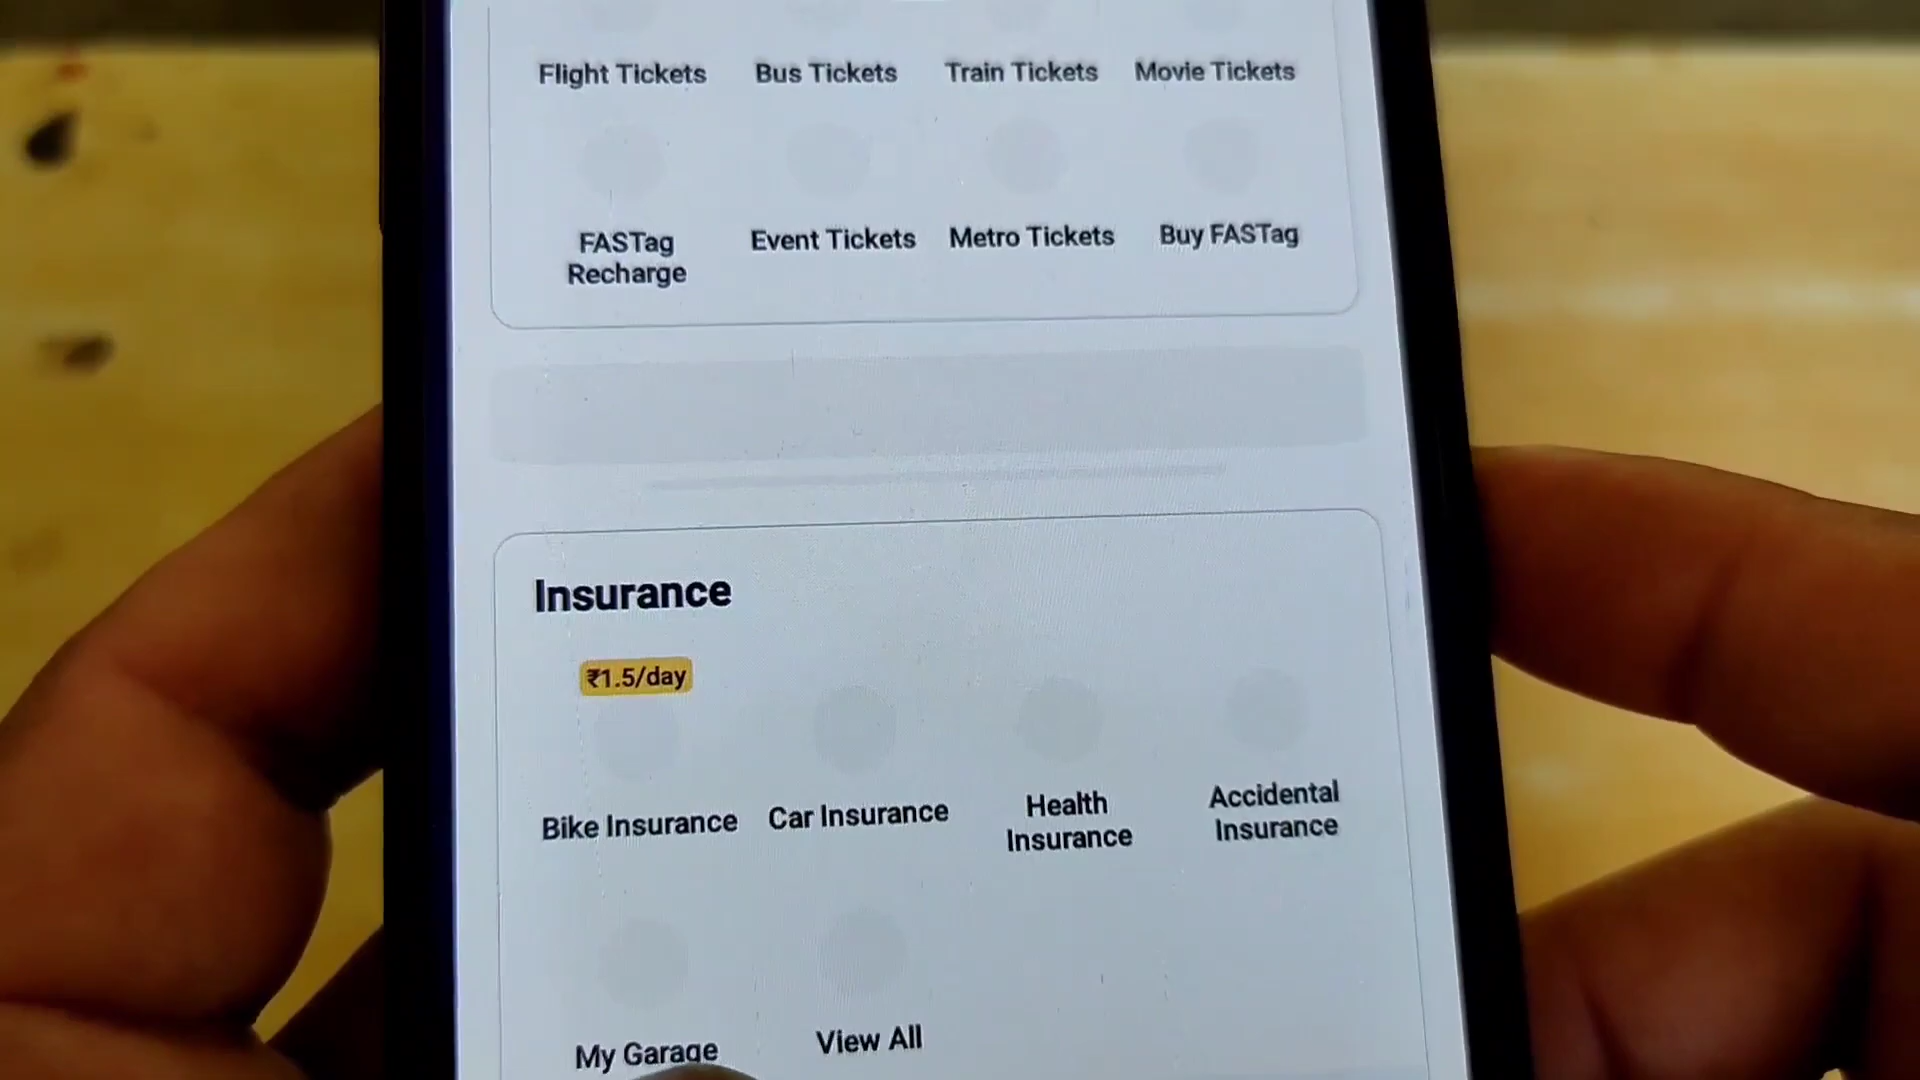 Flight Tickets
Bus Tickets
Train Tickets
Movie Tickets
FASTag
Recharge
Event Tickets
Metro Tickets
Buy FASTag
Insurance
₹1.5/day
Bike Insurance
Car Insurance
Health
Insurance
Accidental
Insurance
My Garage
View All